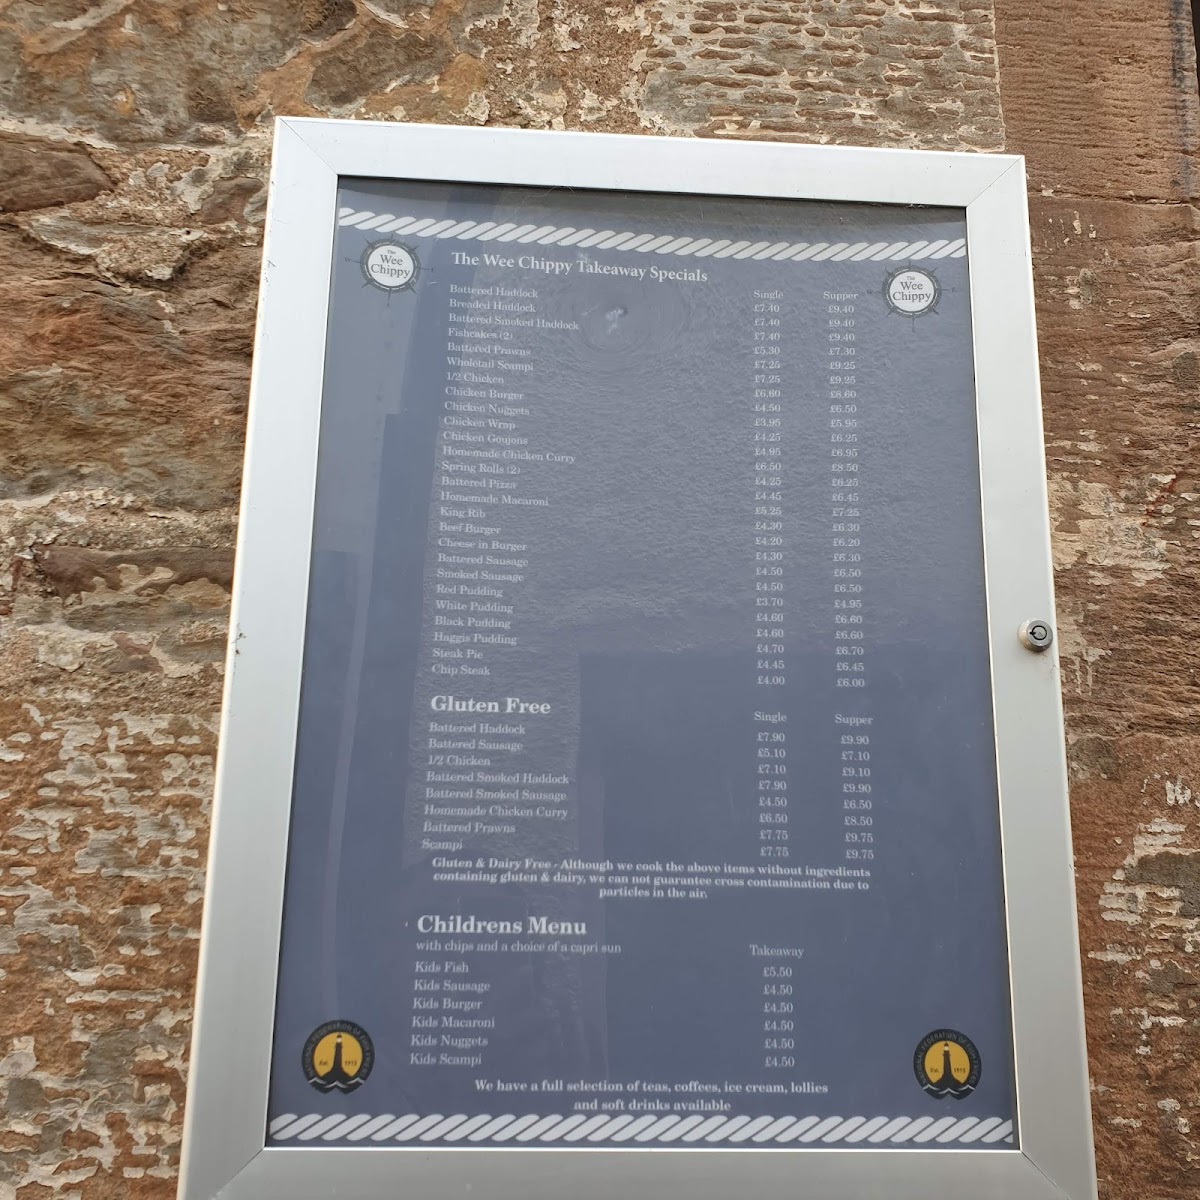 The Wee Chippy
The Wee Chippy Takeaway Specials
The Wee Chippy
Single Supper
Battered Haddock £7.40 £9.40
Breaded Haddock £7.40 £9.40
Battered Smoked Haddock £7.40 £9.40
Fishcakes (2) £5.30 £7.30
Battered Prawns £7.25 £9.25
Wholetail Scampi £7.25 £9.25
1/2 Chicken £6.60 £8.60
Chicken Burger £4.50 £6.50
Chicken Nuggets £3.95 £5.95
Chicken Wrap £4.25 £6.25
Chicken Goujons £4.95 £6.95
Homemade Chicken Curry £6.50 £8.50
Spring Rolls (2) £4.25 £6.25
Battered Pizza £4.45 £6.45
Homemade Macaroni £5.25 £7.25
King Rib £4.30 £6.30
Beef Burger £4.20 £6.20
Cheese in Burger £4.30 £6.30
Battered Sausage £4.50 £6.50
Smoked Sausage £4.50 £6.50
Red Pudding £3.70 £4.95
White Pudding £4.60 £6.60
Black Pudding £4.60 £6.60
Haggis Pudding £4.70 £6.70
Steak Pie £4.45 £6.45
Chip Steak £4.00 £6.00
Gluten Free Single Supper
Battered Haddock £7.90 £9.90
Battered Sausage £5.10 £7.10
1/2 Chicken £7.10 £9.10
Battered Smoked Haddock £7.90 £9.90
Battered Smoked Sausage £4.50 £6.50
Homemade Chicken Curry £6.50 £8.50
Battered Prawns £7.75 £9.75
Scampi £7.75 £9.75
Gluten & Dairy Free - Although we cook the above items without ingredients
containing gluten & dairy, we can not guarantee cross contamination due to
particles in the air.
Childrens Menu
with chips and a choice of a capri sun Takeaway
Kids Fish £5.50
Kids Sausage £4.50
Kids Burger £4.50
Kids Macaroni £4.50
Kids Nuggets £4.50
Kids Scampi £4.50
We have a full selection of teas, coffees, ice cream, lollies
and soft drinks available
Est. 1913
Est. 1913